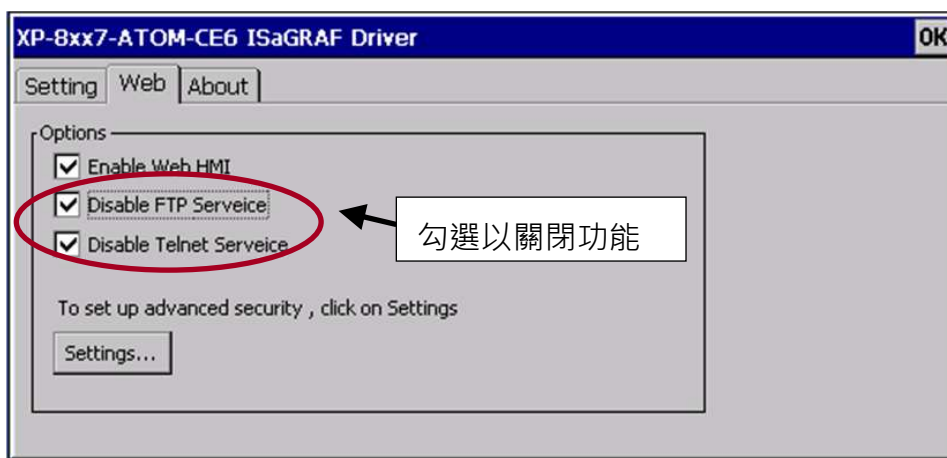 XP-8xx7-ATOM-CE6 ISaGRAF Driver
OK
Setting Web About
Options
Enable Web HMI
Disable FTP Serveice
Disable Telnet Serveice
勾選以關閉功能
To set up advanced security , click on Settings
Settings...